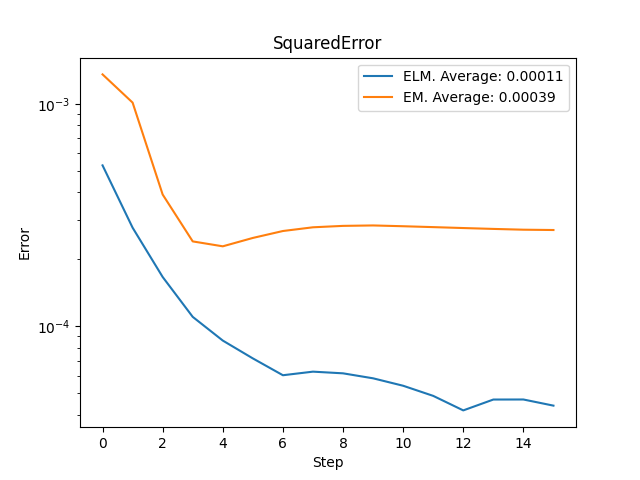 SquaredError
ELM. Average: 0.00011
EM. Average: 0.00039
10⁻³
10⁻⁴
Error
0 2 4 6 8 10 12 14
Step